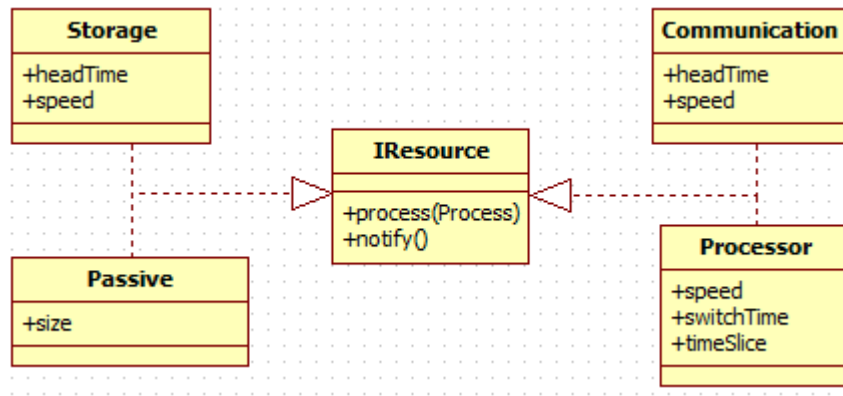 Storage
+headTime
+speed
Communication
+headTime
+speed
IResource
+process(Process)
+notify()
Passive
+size
Processor
+speed
+switchTime
+timeSlice